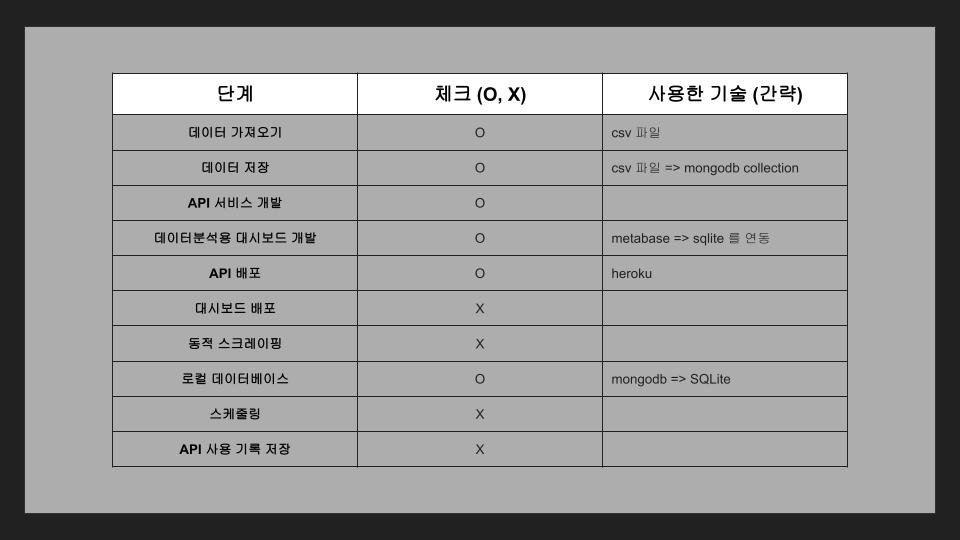 단계 체크 (O, X) 사용한 기술 (간략)
데이터 가져오기 O csv 파일
데이터 저장 O csv 파일 => mongodb collection
API 서비스 개발 O
데이터분석용 대시보드 개발 O metabase => sqlite 를 연동
API 배포 O heroku
대시보드 배포 X
동적 스크레이핑 X
로컬 데이터베이스 O mongodb => SQLite
스케줄링 X
API 사용 기록 저장 X